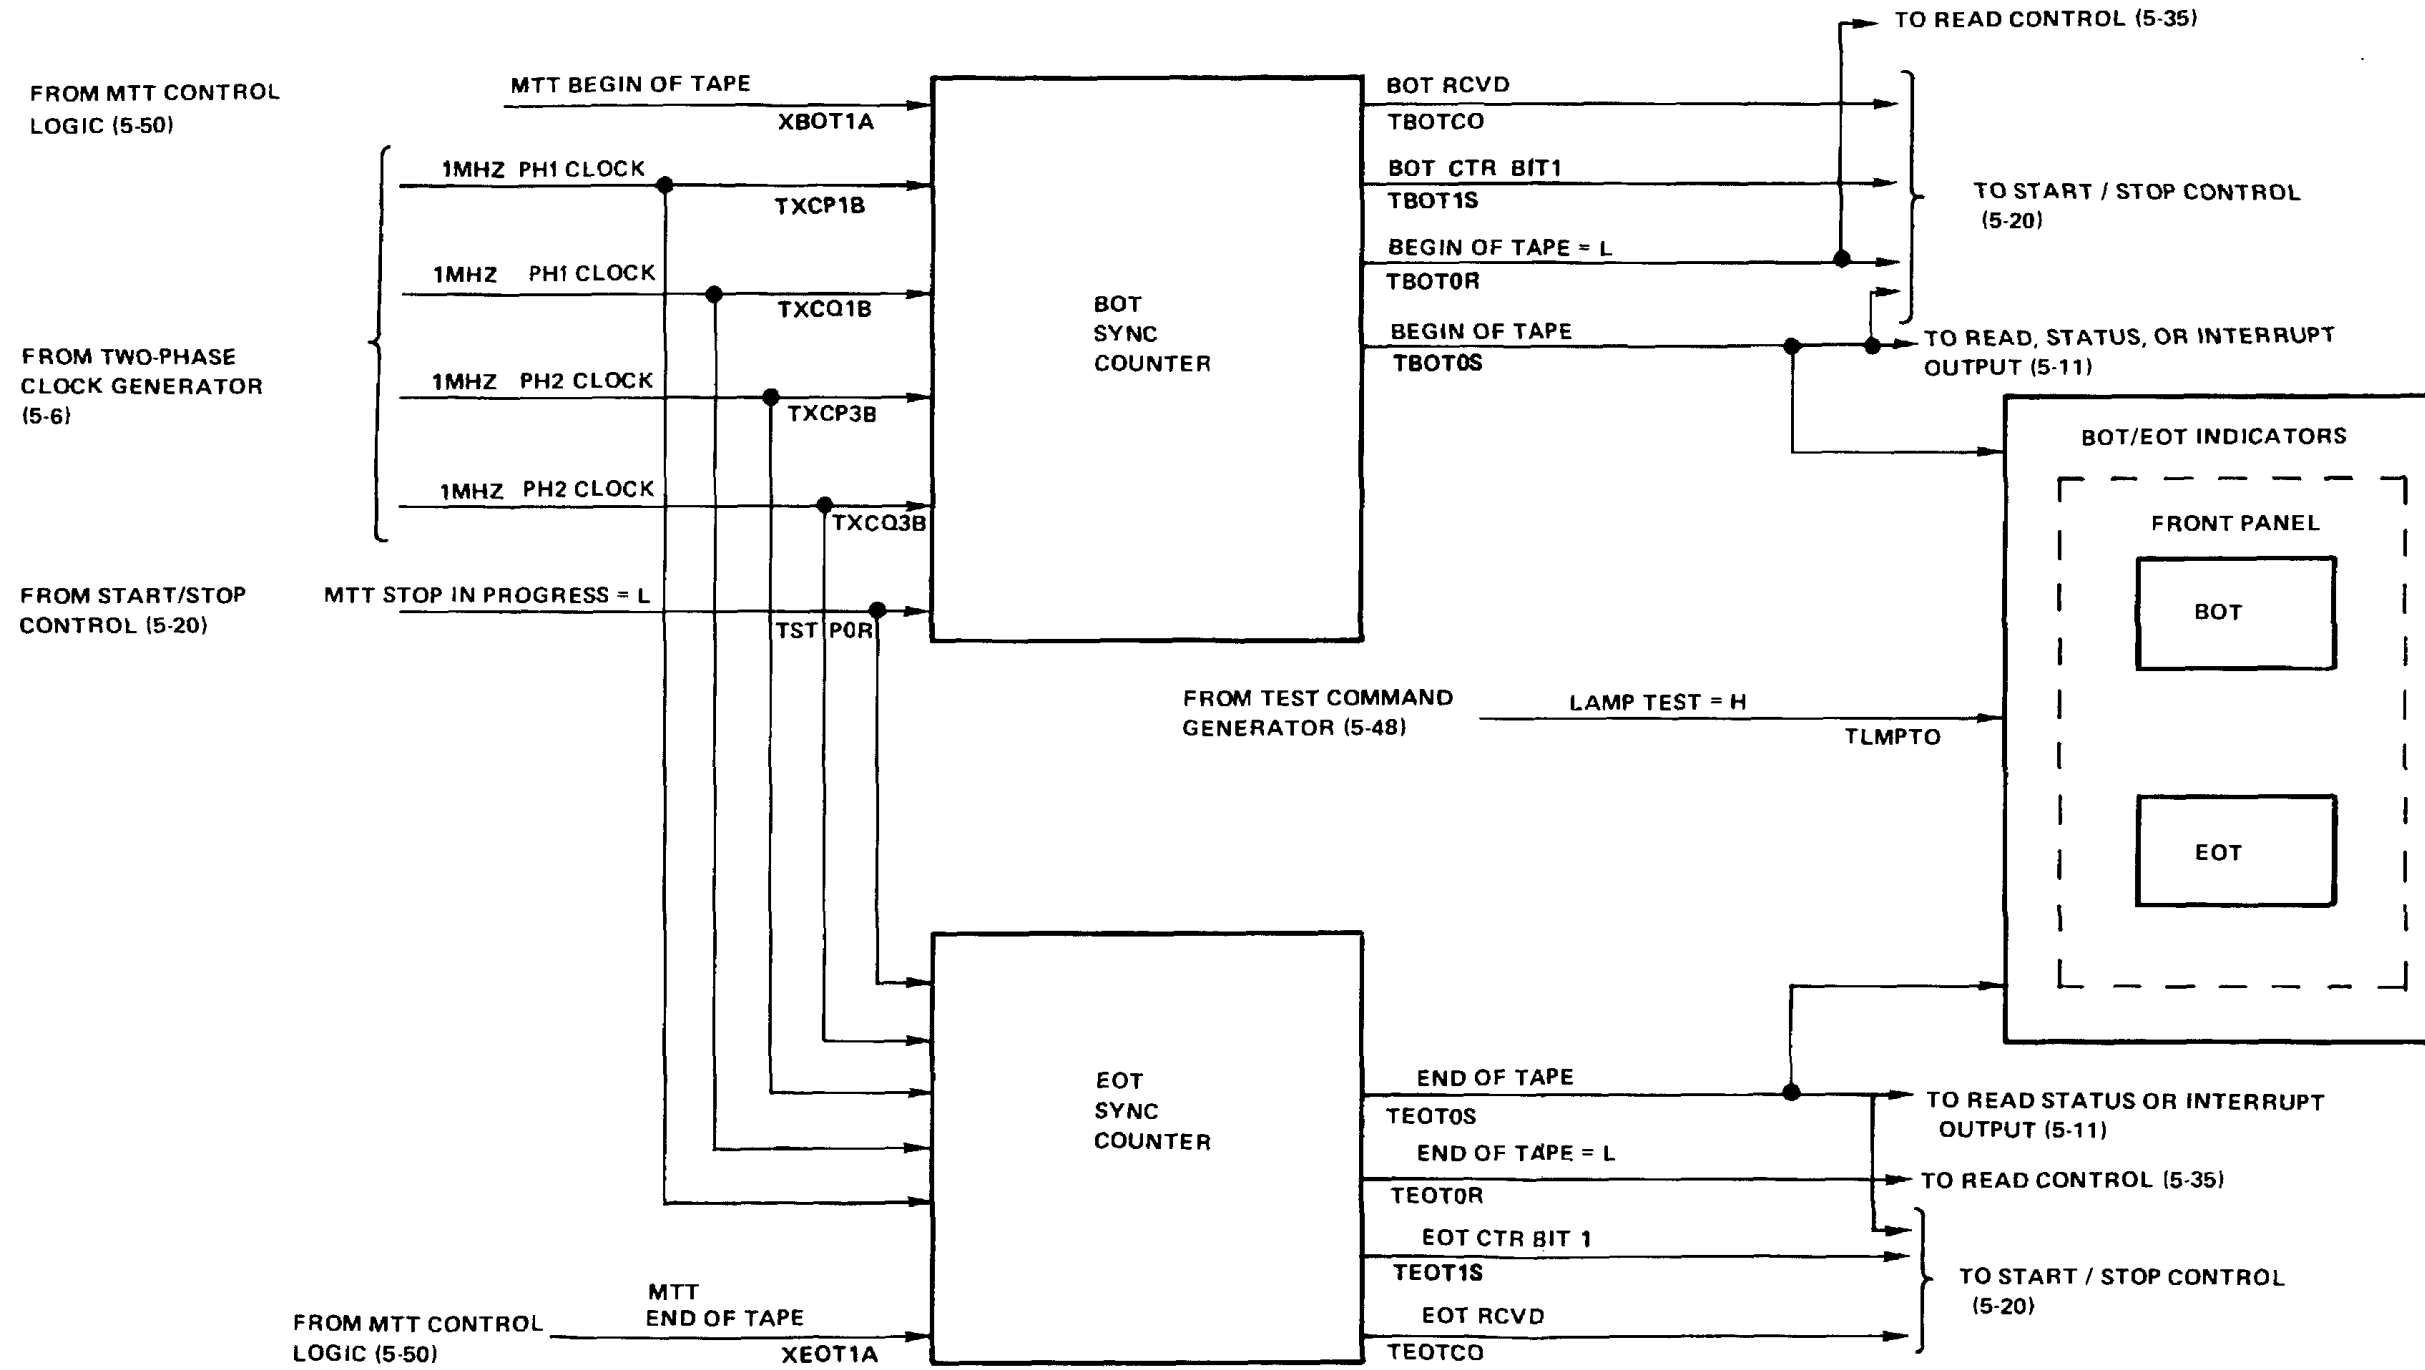 TO READ CONTROL (5-35)
FROM MTT CONTROL
LOGIC (5-50)
MTT BEGIN OF TAPE
XBOT1A
BOT RCVD
TBOTCO
1MHZ PH1 CLOCK
TXCP1B
BOT CTR BIT1
TBOT1S
TO START / STOP CONTROL
(5-20)
1MHZ PH1 CLOCK
TXCQ1B
BEGIN OF TAPE = L
TBOT0R
BOT
SYNC
COUNTER
BEGIN OF TAPE
TBOT0S
TO READ, STATUS, OR INTERRUPT
OUTPUT (5-11)
FROM TWO-PHASE
CLOCK GENERATOR
(5-6)
1MHZ PH2 CLOCK
TXCP3B
1MHZ PH2 CLOCK
TXCQ3B
BOT/EOT INDICATORS
FRONT PANEL
BOT
EOT
FROM START/STOP
CONTROL (5-20)
MTT STOP IN PROGRESS = L
TST P0R
FROM TEST COMMAND
GENERATOR (5-48)
LAMP TEST = H
TLMPTO
EOT
SYNC
COUNTER
END OF TAPE
TEOT0S
TO READ STATUS OR INTERRUPT
OUTPUT (5-11)
END OF TAPE = L
TEOT0R
TO READ CONTROL (5-35)
EOT CTR BIT 1
TEOT1S
TO START / STOP CONTROL
(5-20)
EOT RCVD
TEOTCO
FROM MTT CONTROL
LOGIC (5-50)
MTT
END OF TAPE
XEOT1A